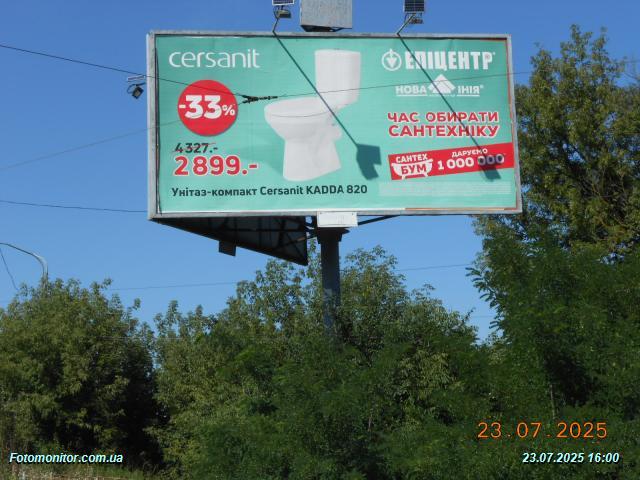 cersanit
ЕПІЦЕНТР
НОВА ЛІНІЯ
-33%
ЧАС ОБИРАТИ
САНТЕХНІКУ
4327.-
2899.-
САНТЕХ
БУМ
ДАРУЄМО
1 000 000
Унітаз-компакт Cersanit KADDA 820
23.07.2025
Fotomonitor.com.ua
23.07.2025 16:00